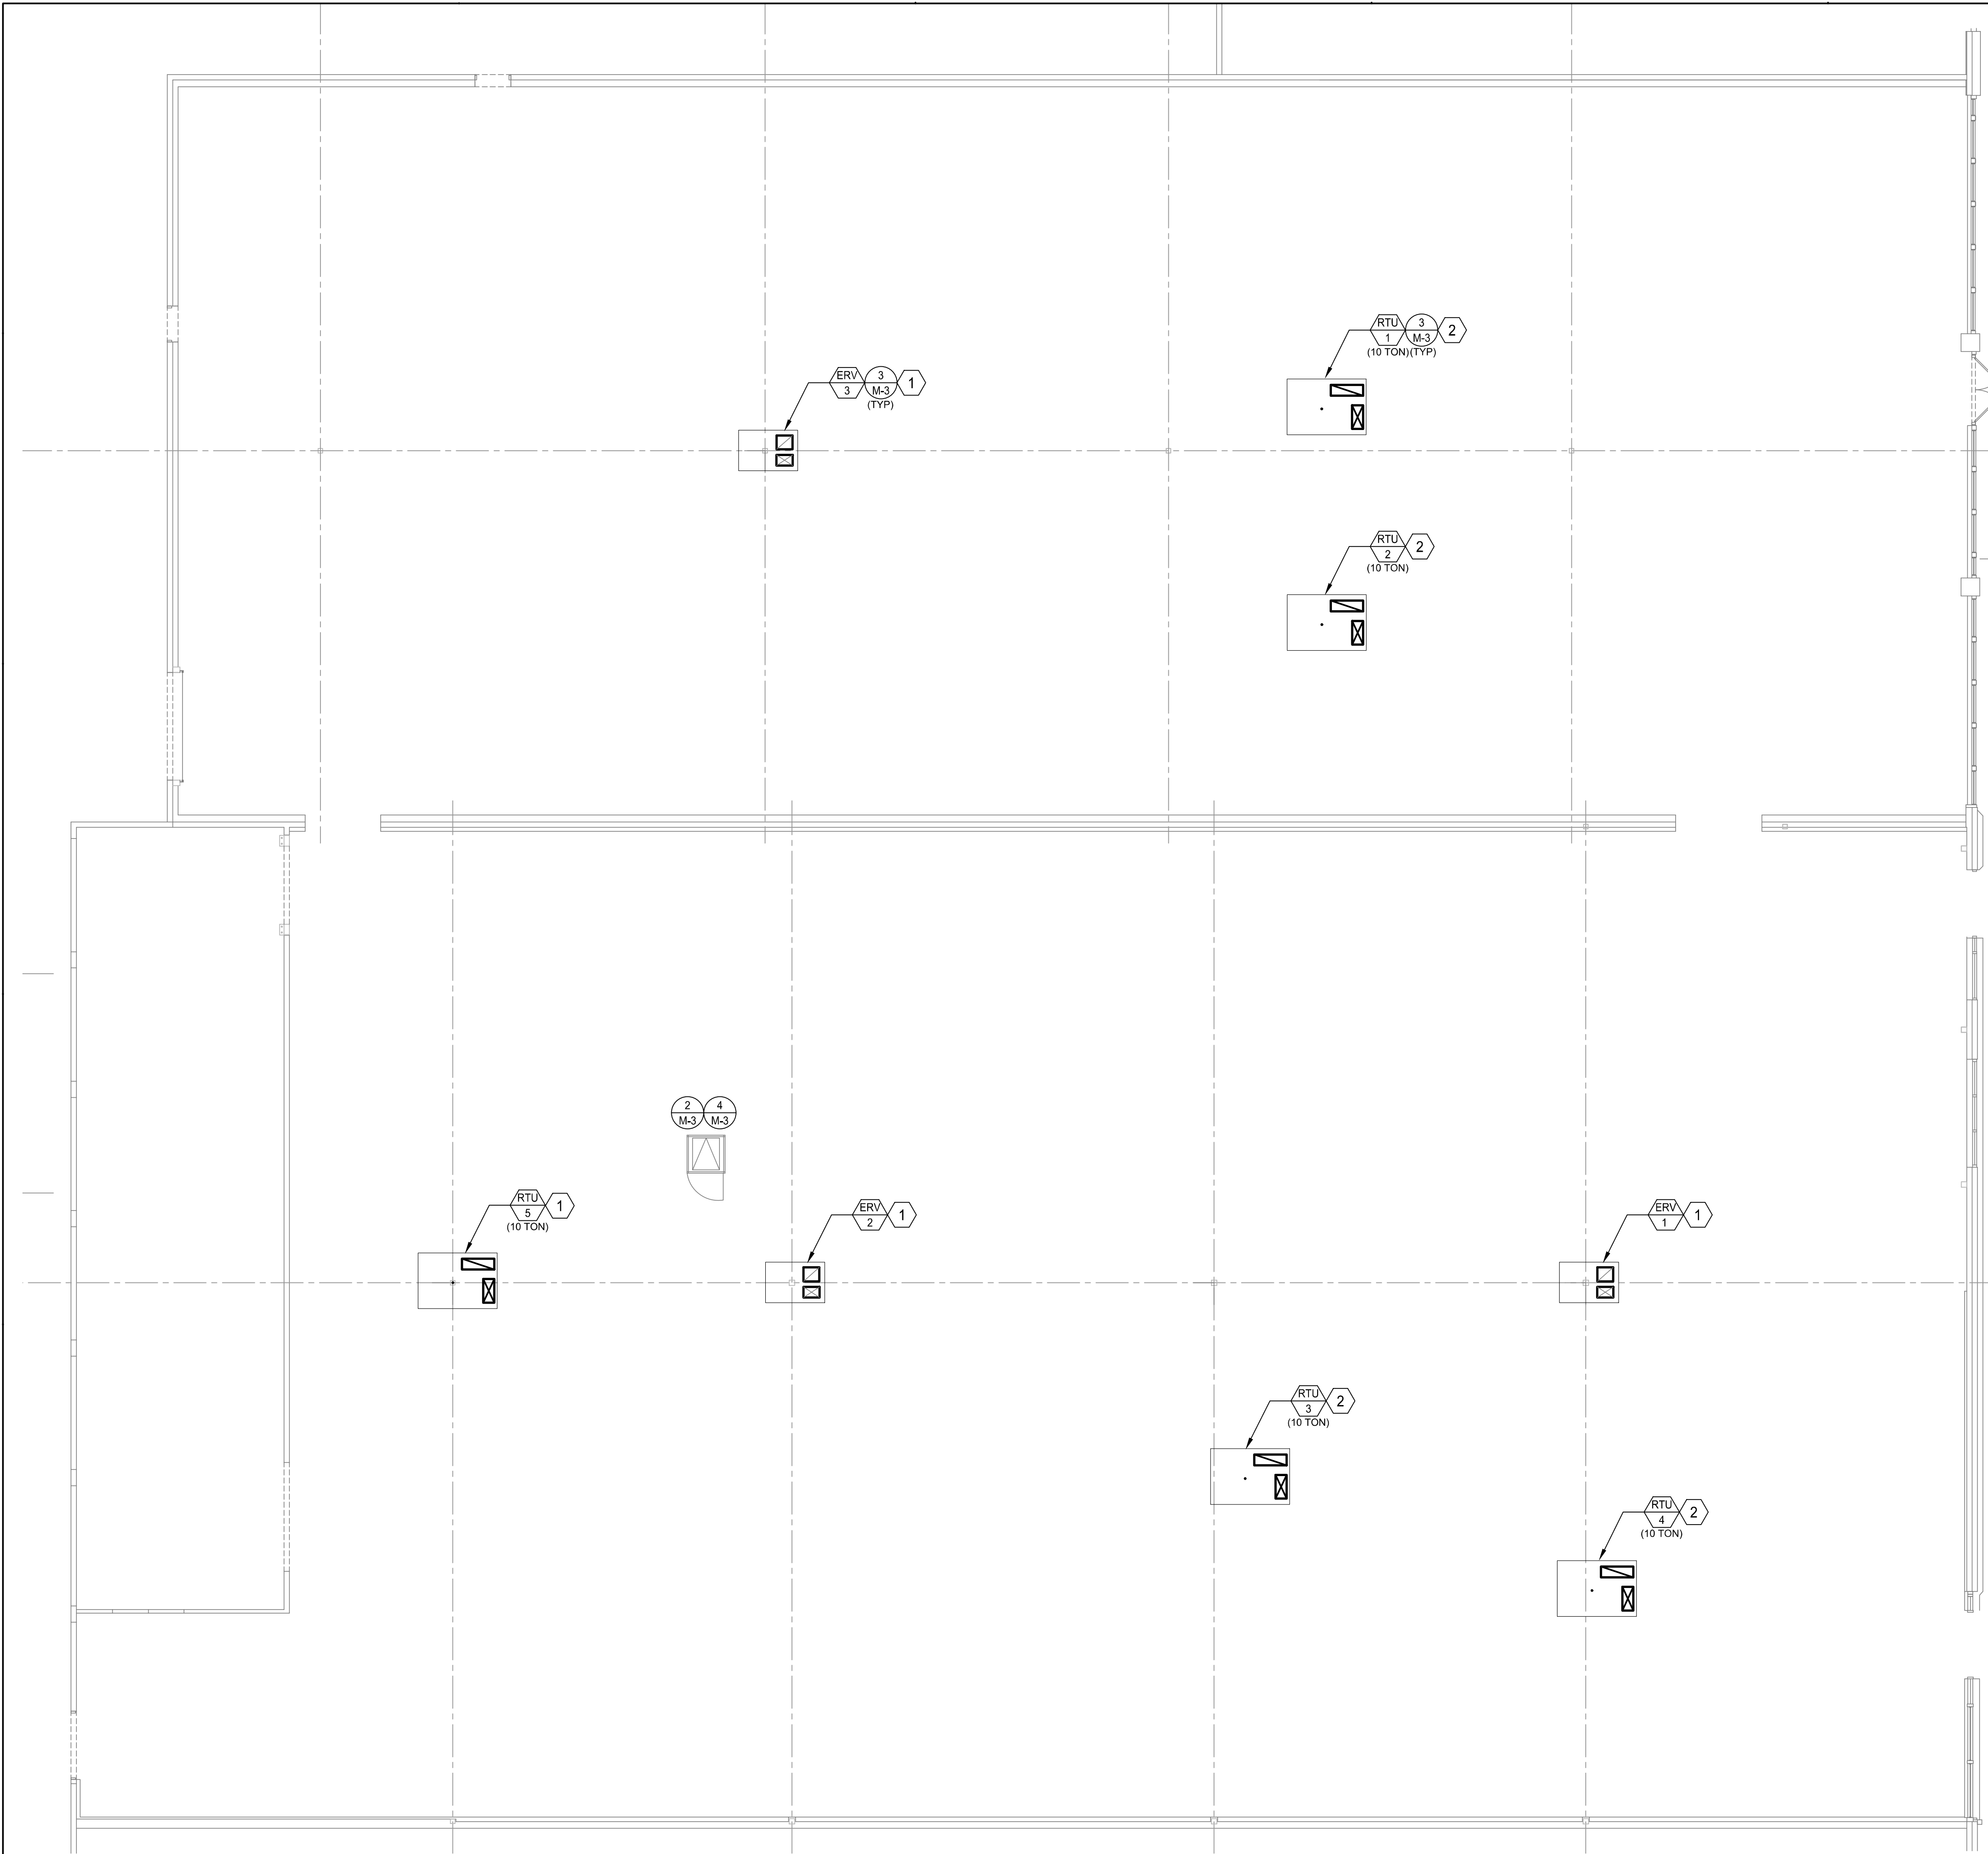 RTU 3 2
1 M-3
(10 TON)(TYP)
ERV 3 1
3 M-3
(TYP)
RTU 2
2
(10 TON)
2 4
M-3 M-3
RTU 1
5
(10 TON)
ERV 1
2
ERV 1
1
RTU 2
3
(10 TON)
RTU 2
4
(10 TON)